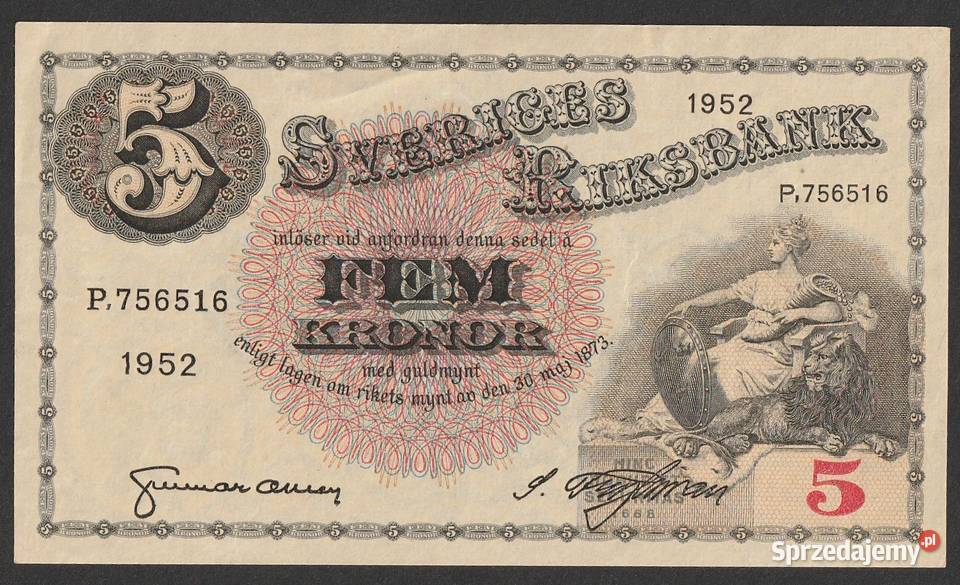 5
SVERIGES
RIKSBANK
1952
P,756516
inlöser vid anfordran denna sedel å
FEM
KRONOR
med guldmynt
enligt lagen om rikets mynt av den 30 maj 1873.
P,756516
1952
5
Sprzedajemy.pl